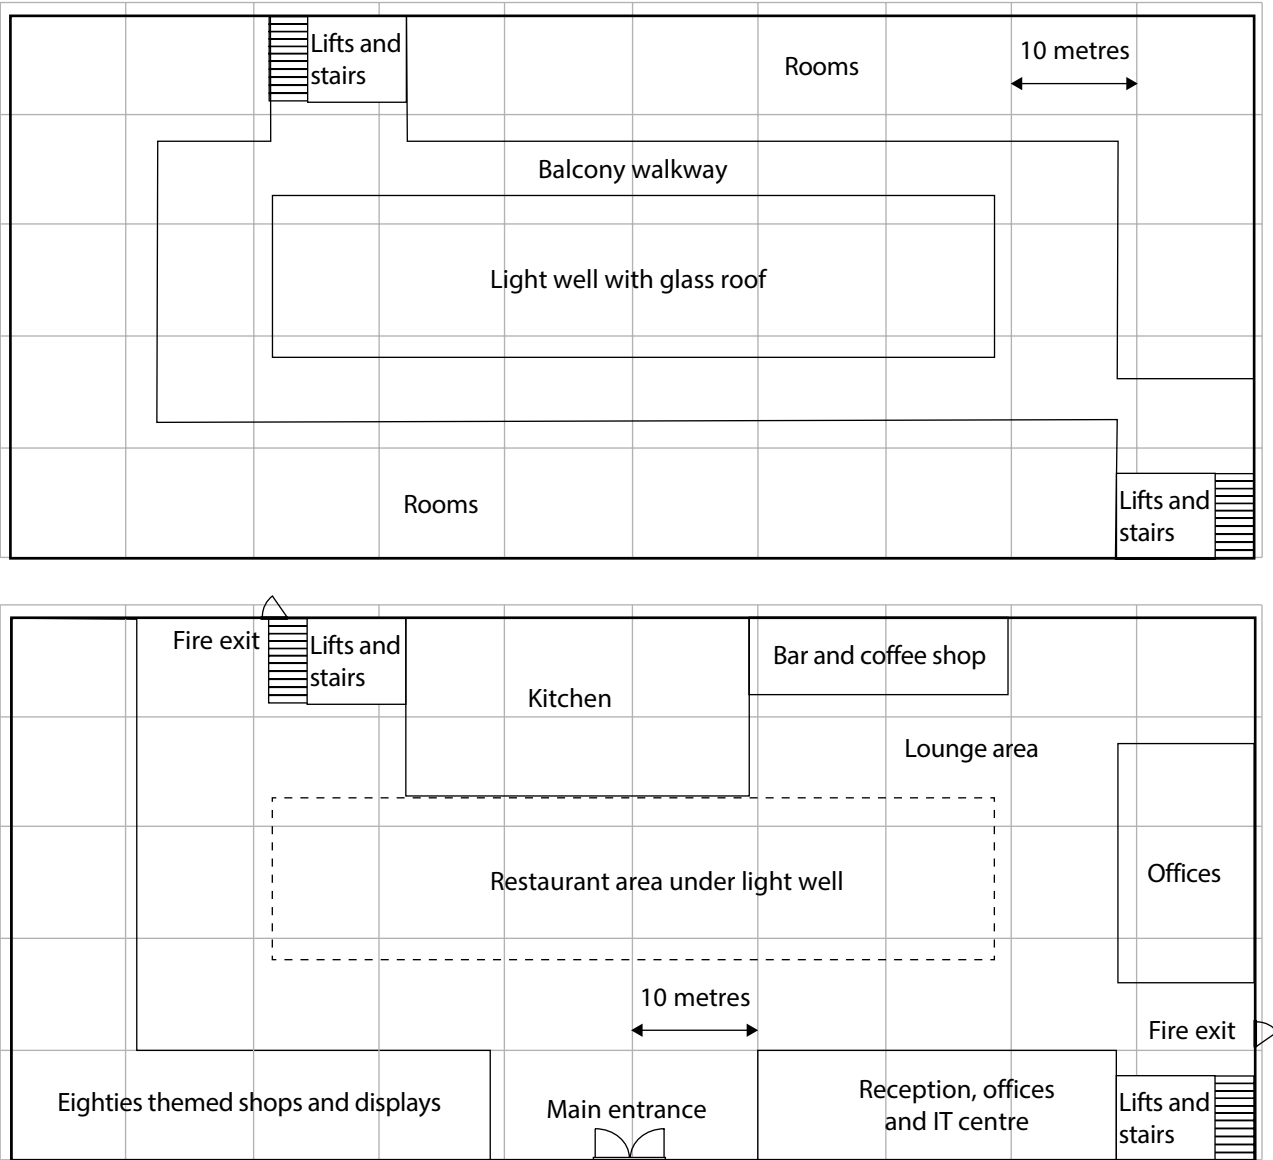 Lifts and
stairs
Rooms
10 metres
Balcony walkway
Light well with glass roof
Rooms
Lifts and
stairs
Fire exit
Lifts and
stairs
Kitchen
Bar and coffee shop
Lounge area
Restaurant area under light well
Offices
10 metres
Fire exit
Eighties themed shops and displays
Main entrance
Reception, offices
and IT centre
Lifts and
stairs